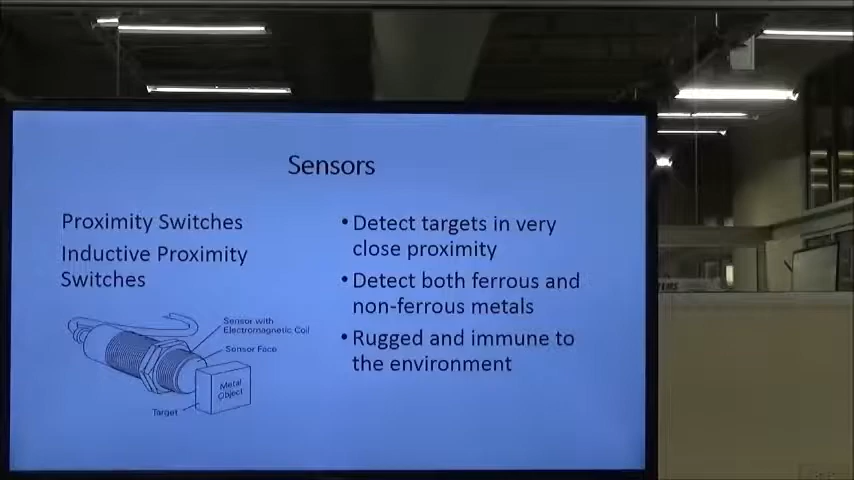 Sensors
Proximity Switches
Inductive Proximity
Switches
Sensor with
Electromagnetic Coil
Sensor Face
Metal
Object
Target
• Detect targets in very
close proximity
• Detect both ferrous and
non-ferrous metals
• Rugged and immune to
the environment